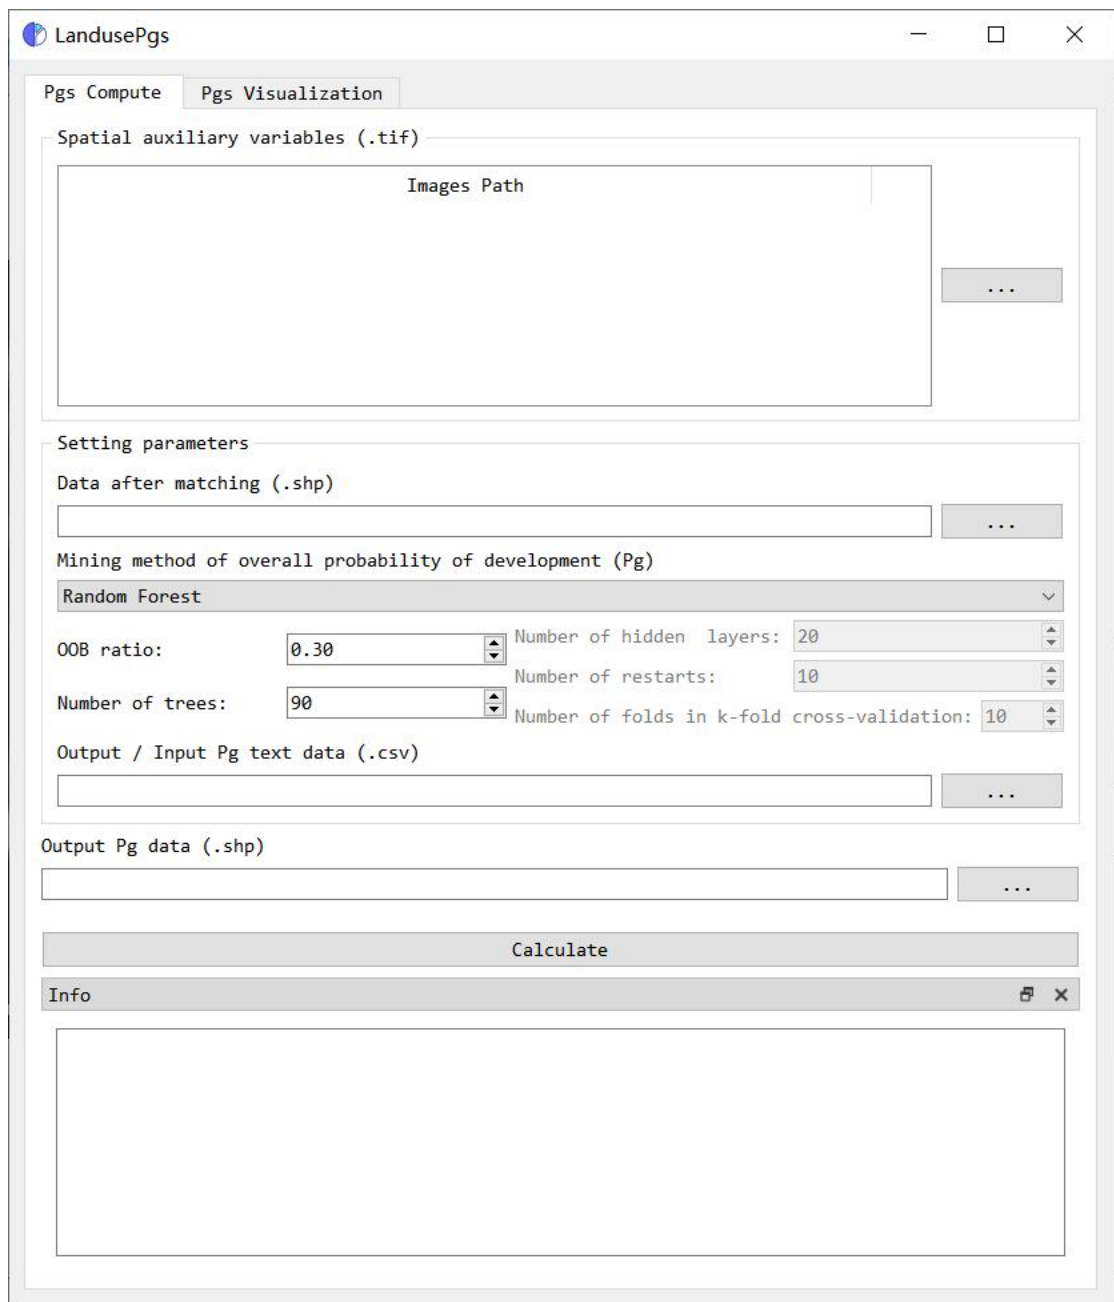 LandusePgs
Pgs Compute Pgs Visualization
Spatial auxiliary variables (.tif)
Images Path
...
Setting parameters
Data after matching (.shp)
...
Mining method of overall probability of development (Pg)
Random Forest
OOB ratio: 0.30
Number of trees: 90
Number of hidden layers: 20
Number of restarts: 10
Number of folds in k-fold cross-validation: 10
Output / Input Pg text data (.csv)
...
Output Pg data (.shp)
...
Calculate
Info